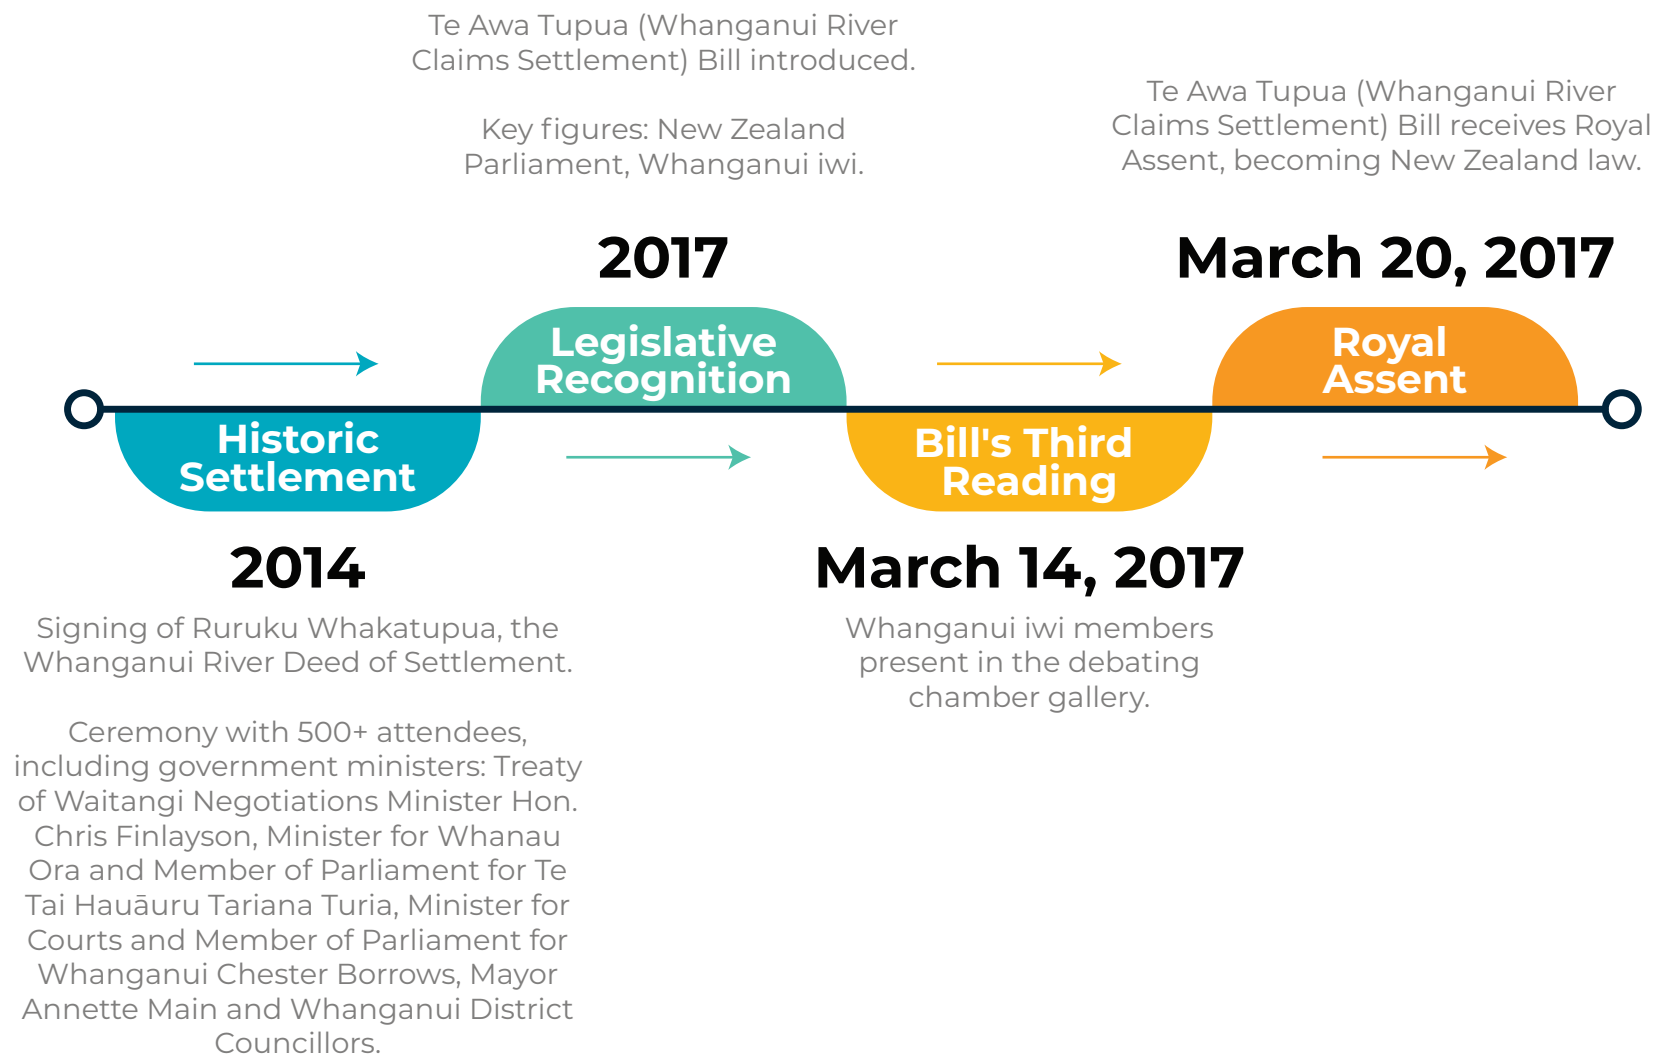 Te Awa Tupua (Whanganui River
Claims Settlement) Bill introduced.
Key figures: New Zealand
Parliament, Whanganui iwi.
Te Awa Tupua (Whanganui River
Claims Settlement) Bill receives Royal
Assent, becoming New Zealand law.
2017
March 20, 2017
Legislative
Recognition
Royal
Assent
Historic
Settlement
Bill's Third
Reading
2014
Signing of Ruruku Whakatupua, the
Whanganui River Deed of Settlement.
Ceremony with 500+ attendees,
including government ministers: Treaty
of Waitangi Negotiations Minister Hon.
Chris Finlayson, Minister for Whanau
Ora and Member of Parliament for Te
Tai Hauāuru Tariana Turia, Minister for
Courts and Member of Parliament for
Whanganui Chester Borrows, Mayor
Annette Main and Whanganui District
Councillors.
March 14, 2017
Whanganui iwi members
present in the debating
chamber gallery.